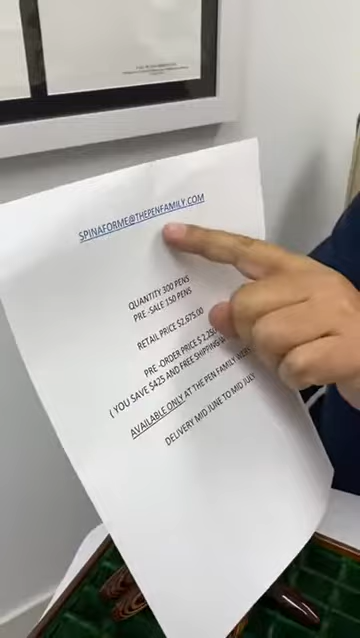 SPINAFORME@THEPENFAMILY.COM
QUANTITY 300 PENS
PRE -SALE 150 PENS
RETAIL PRICE $2,675.00
PRE -ORDER PRICE $ 2,250
( YOU SAVE $425 AND FREE SHIPPING
AVAILABLE ONLY AT THE PEN FAMILY
DELIVERY MID JUNE TO MID JULY